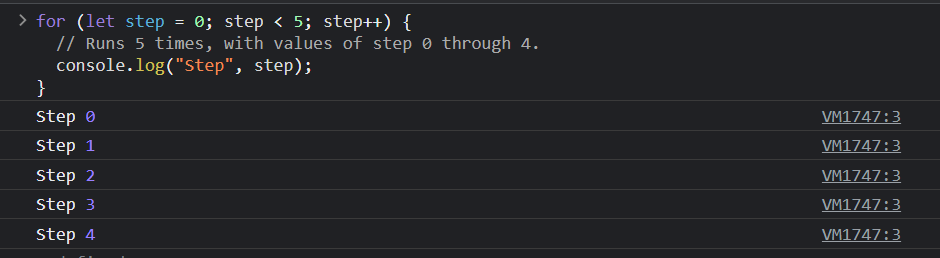 for (let step = 0; step < 5; step++) {
  // Runs 5 times, with values of step 0 through 4.
  console.log("Step", step);
}
Step 0 VM1747:3
Step 1 VM1747:3
Step 2 VM1747:3
Step 3 VM1747:3
Step 4 VM1747:3